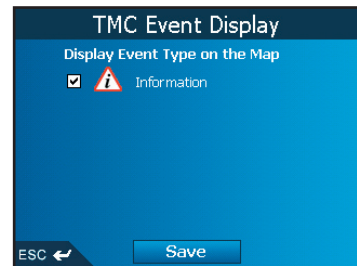 TMC Event Display
Display Event Type on the Map
i Information
ESC Save